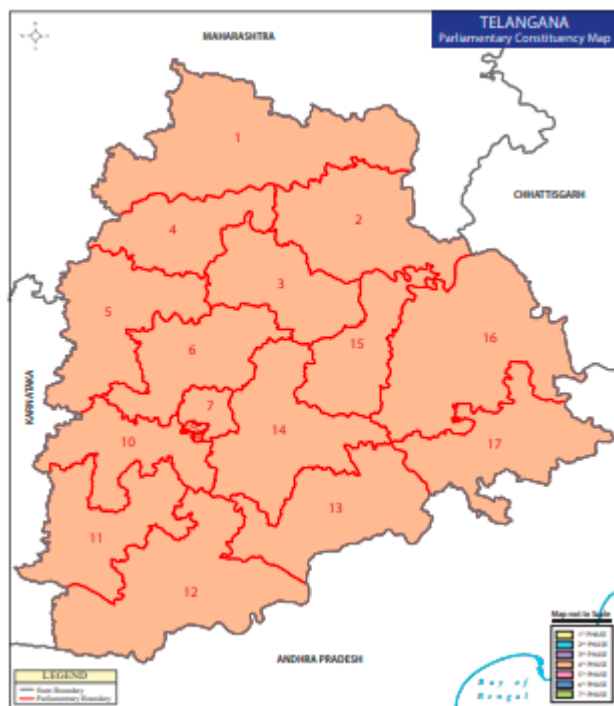 TELANGANA
Parliamentary Constituency Map
MAHARASHTRA
CHHATTISGARH
KARNATAKA
ANDHRA PRADESH
1
2
3
4
5
6
7
10
11
12
13
14
15
16
17
Map not to Scale
1st PHASE
2nd PHASE
3rd PHASE
4th PHASE
5th PHASE
6th PHASE
7th PHASE
Bay of
Bengal
LEGEND
State Boundary
Parliamentary Boundary